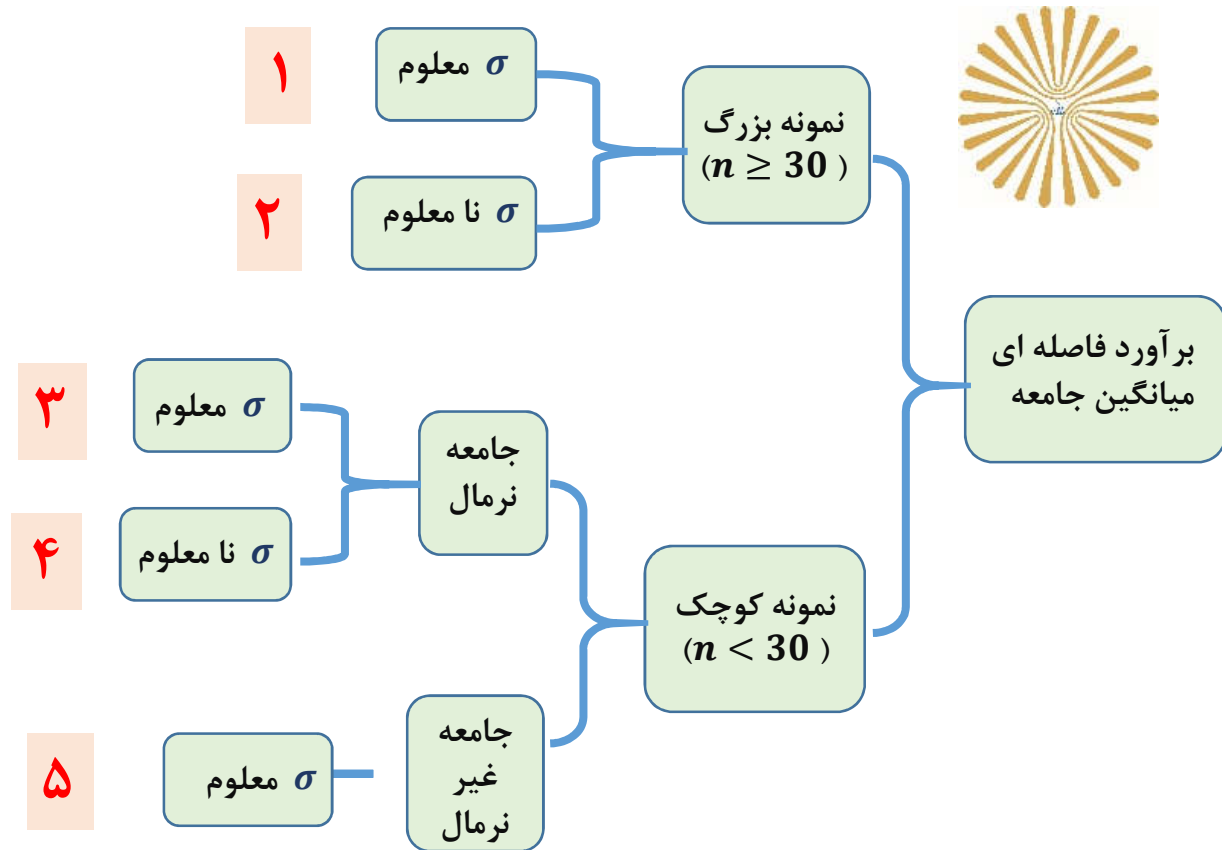 برآورد فاصله ای
میانگین جامعه
نمونه بزرگ
(n ≥ 30 )
σ معلوم
۱
σ نا معلوم
۲
نمونه کوچک
(n < 30 )
جامعه
نرمال
σ معلوم
۳
σ نا معلوم
۴
جامعه
غیر
نرمال
σ معلوم
۵